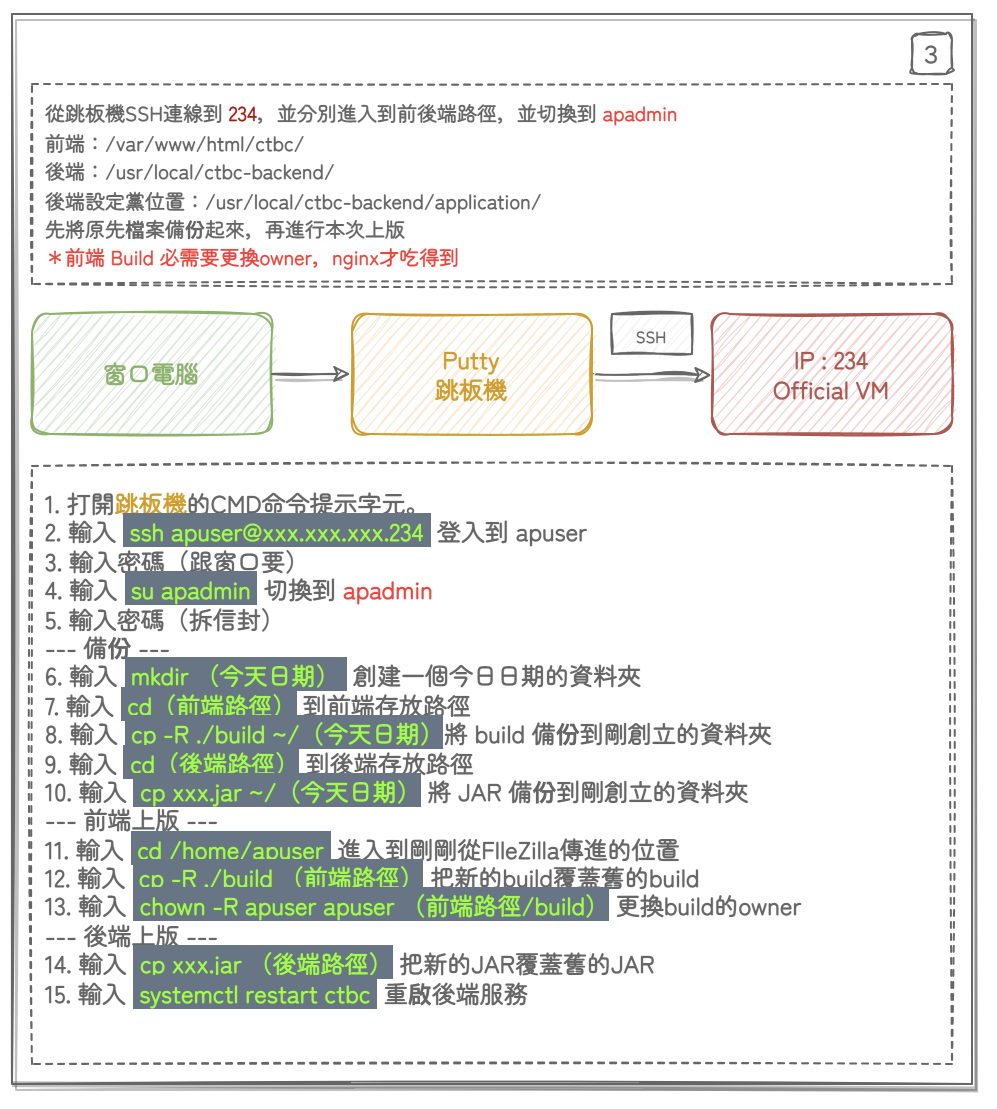 3
從跳板機SSH連線到 234，並分別進入到前後端路徑，並切換到 apadmin
前端：/var/www/html/ctbc/
後端：/usr/local/ctbc-backend/
後端設定黨位置：/usr/local/ctbc-backend/application/
先將原先檔案備份起來，再進行本次上版
＊前端 Build 必需要更換owner，nginx才吃得到
窗口電腦
Putty
跳板機
SSH
IP : 234
Official VM
1. 打開跳板機的CMD命令提示字元。
2. 輸入 ssh apuser@xxx.xxx.xxx.234 登入到 apuser
3. 輸入密碼（跟窗口要）
4. 輸入 su apadmin 切換到 apadmin
5. 輸入密碼（拆信封）
--- 備份 ---
6. 輸入 mkdir （今天日期） 創建一個今日日期的資料夾
7. 輸入 cd（前端路徑） 到前端存放路徑
8. 輸入 cp -R ./build ~/（今天日期）將 build 備份到剛創立的資料夾
9. 輸入 cd（後端路徑） 到後端存放路徑
10. 輸入 cp xxx.jar ~/（今天日期） 將 JAR 備份到剛創立的資料夾
--- 前端上版 ---
11. 輸入 cd /home/apuser 進入到剛剛從FIleZilla傳進的位置
12. 輸入 cp -R ./build （前端路徑） 把新的build覆蓋舊的build
13. 輸入 chown -R apuser apuser （前端路徑/build） 更換build的owner
--- 後端上版 ---
14. 輸入 cp xxx.jar （後端路徑） 把新的JAR覆蓋舊的JAR
15. 輸入 systemctl restart ctbc 重啟後端服務